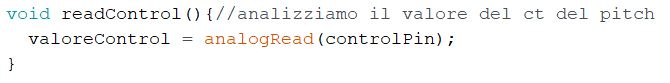 void readControl(){//analizziamo il valore del ct del pitch
  valoreControl = analogRead(controlPin);
}